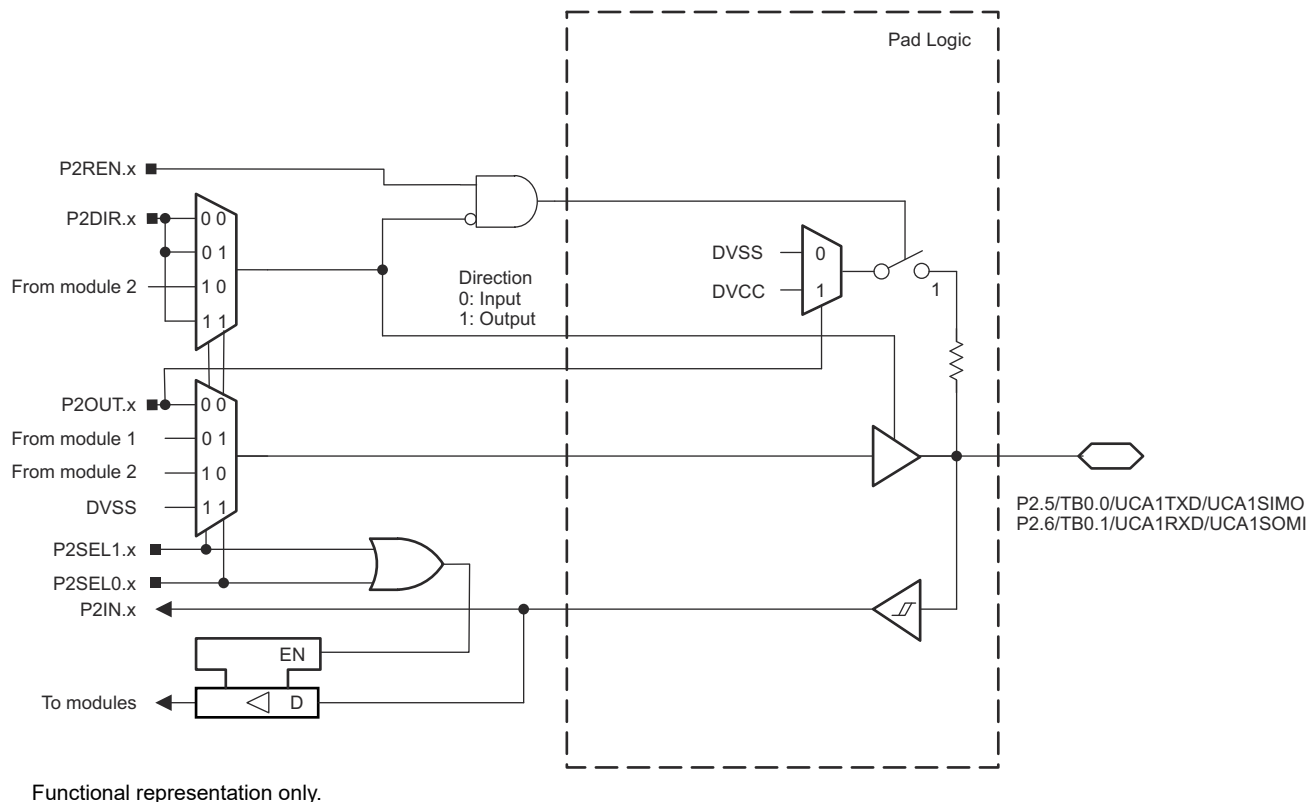 Pad Logic
P2REN.x
P2DIR.x
0 0
0 1
From module 2
1 0
1 1
Direction
0: Input
1: Output
DVSS
0
DVCC
1
1
P2OUT.x
0 0
From module 1
0 1
From module 2
1 0
DVSS
1 1
P2.5/TB0.0/UCA1TXD/UCA1SIMO
P2.6/TB0.1/UCA1RXD/UCA1SOMI
P2SEL1.x
P2SEL0.x
P2IN.x
EN
To modules
D
Functional representation only.